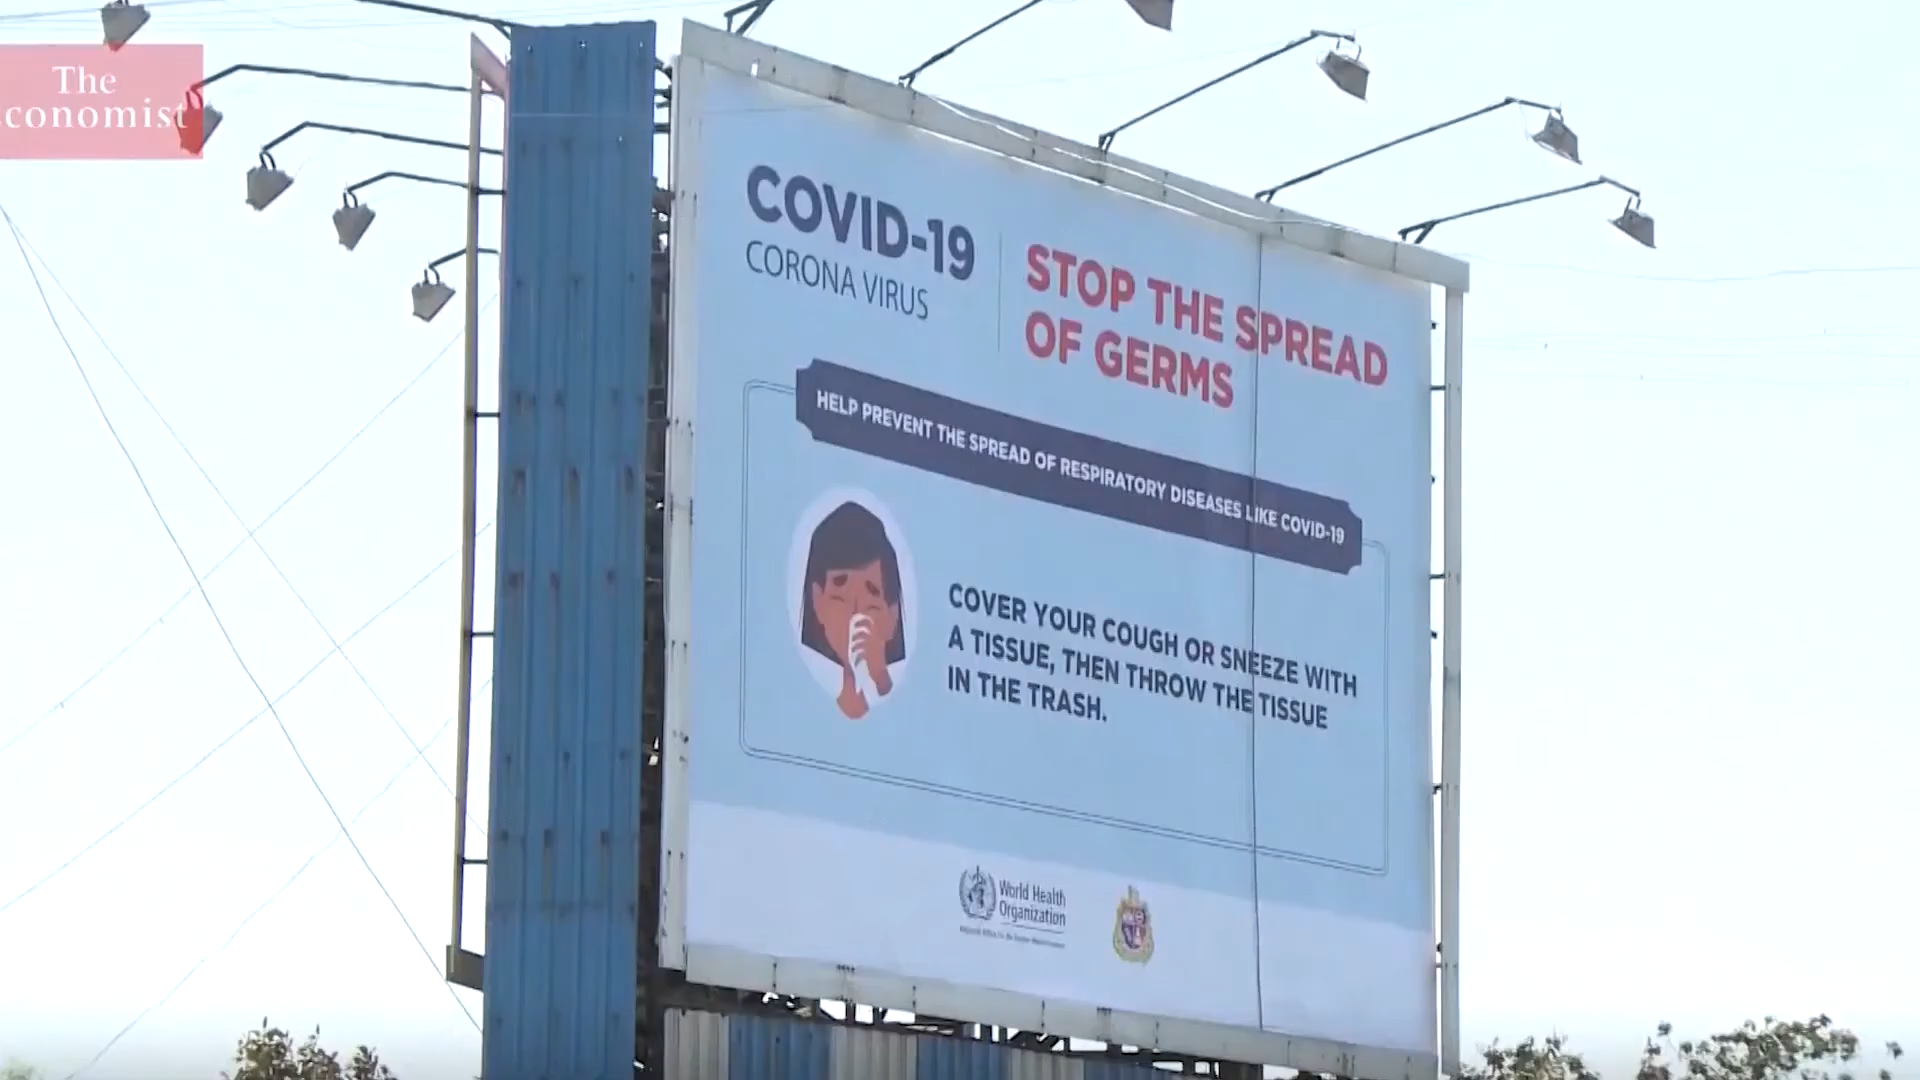 The
Economist
COVID-19
CORONA VIRUS
STOP THE SPREAD
OF GERMS
HELP PREVENT THE SPREAD OF RESPIRATORY DISEASES LIKE COVID-19
COVER YOUR COUGH OR SNEEZE WITH
A TISSUE, THEN THROW THE TISSUE
IN THE TRASH.
World Health
Organization